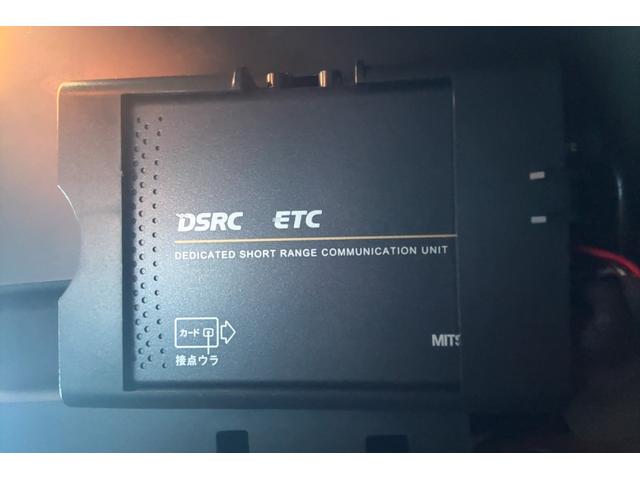 DSRC ETC
DEDICATED SHORT RANGE COMMUNICATION UNIT
カード
接点ウラ
MITS